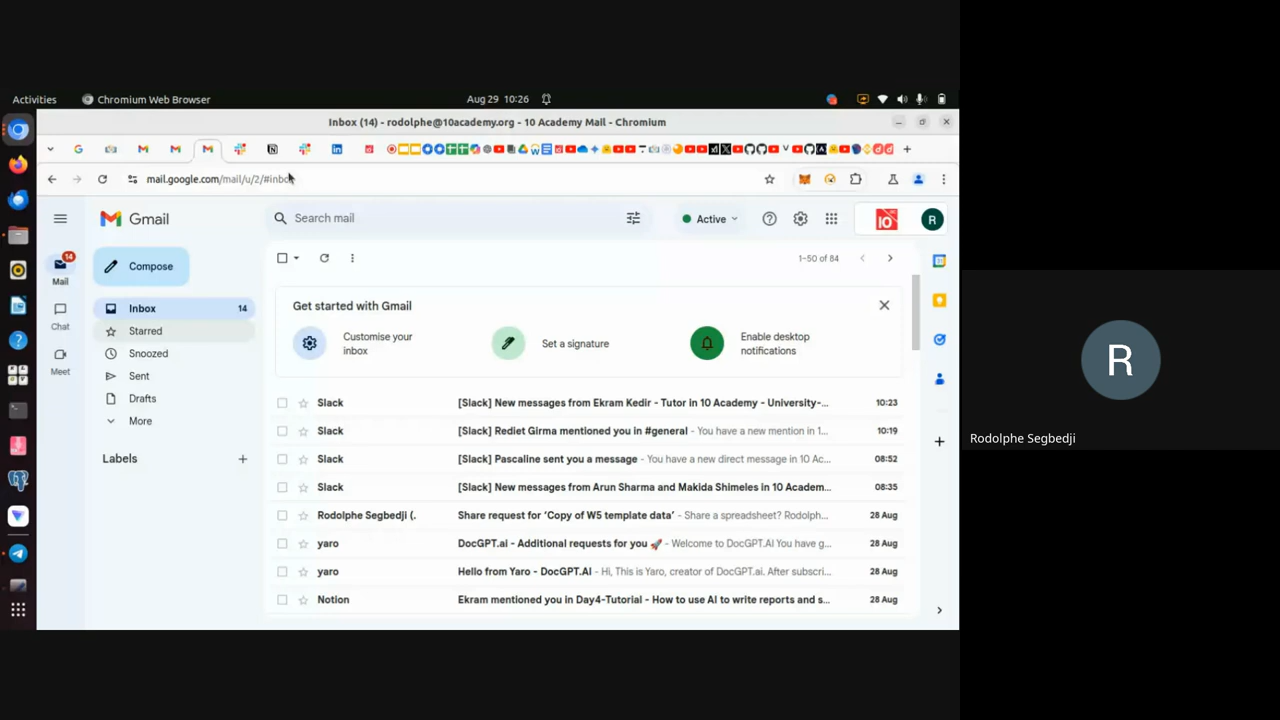 Activities Chromium Web Browser Aug 29 10:26
Inbox (14) - rodolphe@10academy.org - 10 Academy Mail - Chromium
mail.google.com/mail/u/2/#inbo
Gmail Search mail Active 10 R
Compose 1-50 of 84
14
Mail
Chat
Meet
Inbox 14
Starred
Snoozed
Sent
Drafts
More
Labels
Get started with Gmail
Customise your inbox
Set a signature
Enable desktop notifications
Slack [Slack] New messages from Ekram Kedir - Tutor in 10 Academy - University-... 10:23
Slack [Slack] Rediet Girma mentioned you in #general - You have a new mention in 1... 10:19
Slack [Slack] Pascaline sent you a message - You have a new direct message in 10 Ac... 08:52
Slack [Slack] New messages from Arun Sharma and Makida Shimeles in 10 Academ... 08:35
Rodolphe Segbedji (. Share request for ‘Copy of W5 template data’ - Share a spreadsheet? Rodolph... 28 Aug
yaro DocGPT.ai - Additional requests for you 🚀 - Welcome to DocGPT.AI You have g... 28 Aug
yaro Hello from Yaro - DocGPT.AI - Hi, This is Yaro, creator of DocGPT.ai. After subscri... 28 Aug
Notion Ekram mentioned you in Day4-Tutorial - How to use AI to write reports and s... 28 Aug
R
Rodolphe Segbedji